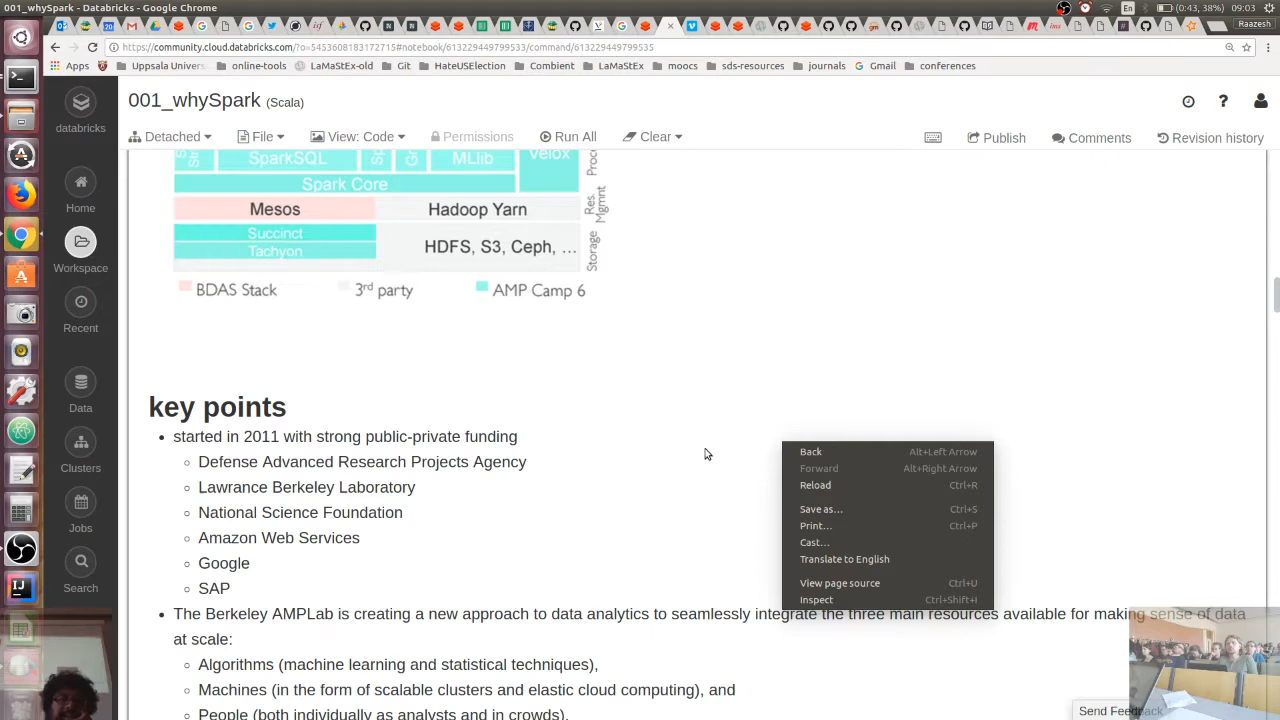 001_whySpark - Databricks - Google Chrome
En
(0:43, 38%)
09:03
Raazesh
https://community.cloud.databricks.com/?o=5453608183172715#notebook/613229449799533/command/613229449799535
Apps
Uppsala Univers
online-tools
LaMaStEx-old
Git
HateUSElection
Combient
LaMaStEx
moocs
sds-resources
journals
Gmail
conferences
databricks
Home
Workspace
Recent
Data
Clusters
Jobs
Search
001_whySpark (Scala)
Detached
File
View: Code
Permissions
Run All
Clear
Publish
Comments
Revision history
SparkSQL
MLlib
Velox
Spark Core
Mesos
Hadoop Yarn
Res.
Mgmnt
Succinct
Tachyon
HDFS, S3, Ceph, …
Storage
BDAS Stack
3rd party
AMP Camp 6
key points
started in 2011 with strong public-private funding
Defense Advanced Research Projects Agency
Lawrance Berkeley Laboratory
National Science Foundation
Amazon Web Services
Google
SAP
The Berkeley AMPLab is creating a new approach to data analytics to seamlessly integrate the three main resources available for making sense of data
at scale:
Algorithms (machine learning and statistical techniques),
Machines (in the form of scalable clusters and elastic cloud computing), and
People (both individually as analysts and in crowds).
Back Alt+Left Arrow
Forward Alt+Right Arrow
Reload Ctrl+R
Save as… Ctrl+S
Print… Ctrl+P
Cast…
Translate to English
View page source Ctrl+U
Inspect Ctrl+Shift+I
Send Feedback